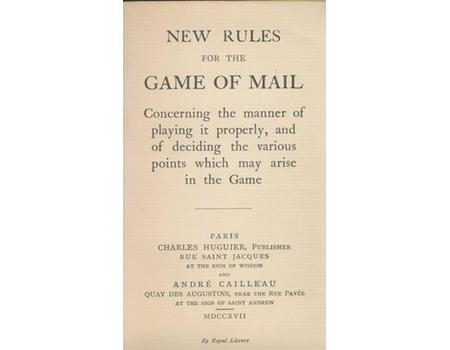 NEW RULES
FOR THE
GAME OF MAIL
Concerning the manner of
playing it properly, and
of deciding the various
points which may arise
in the Game
PARIS
CHARLES HUGUIER, PUBLISHER
RUE SAINT JACQUES
AT THE SIGN OF WISDOM
AND
ANDRÉ CAILLEAU
QUAY DES AUGUSTINS, NEAR THE RUE PAVÉE
AT THE SIGN OF SAINT ANDREW
MDCCXVII
By Royal Licence